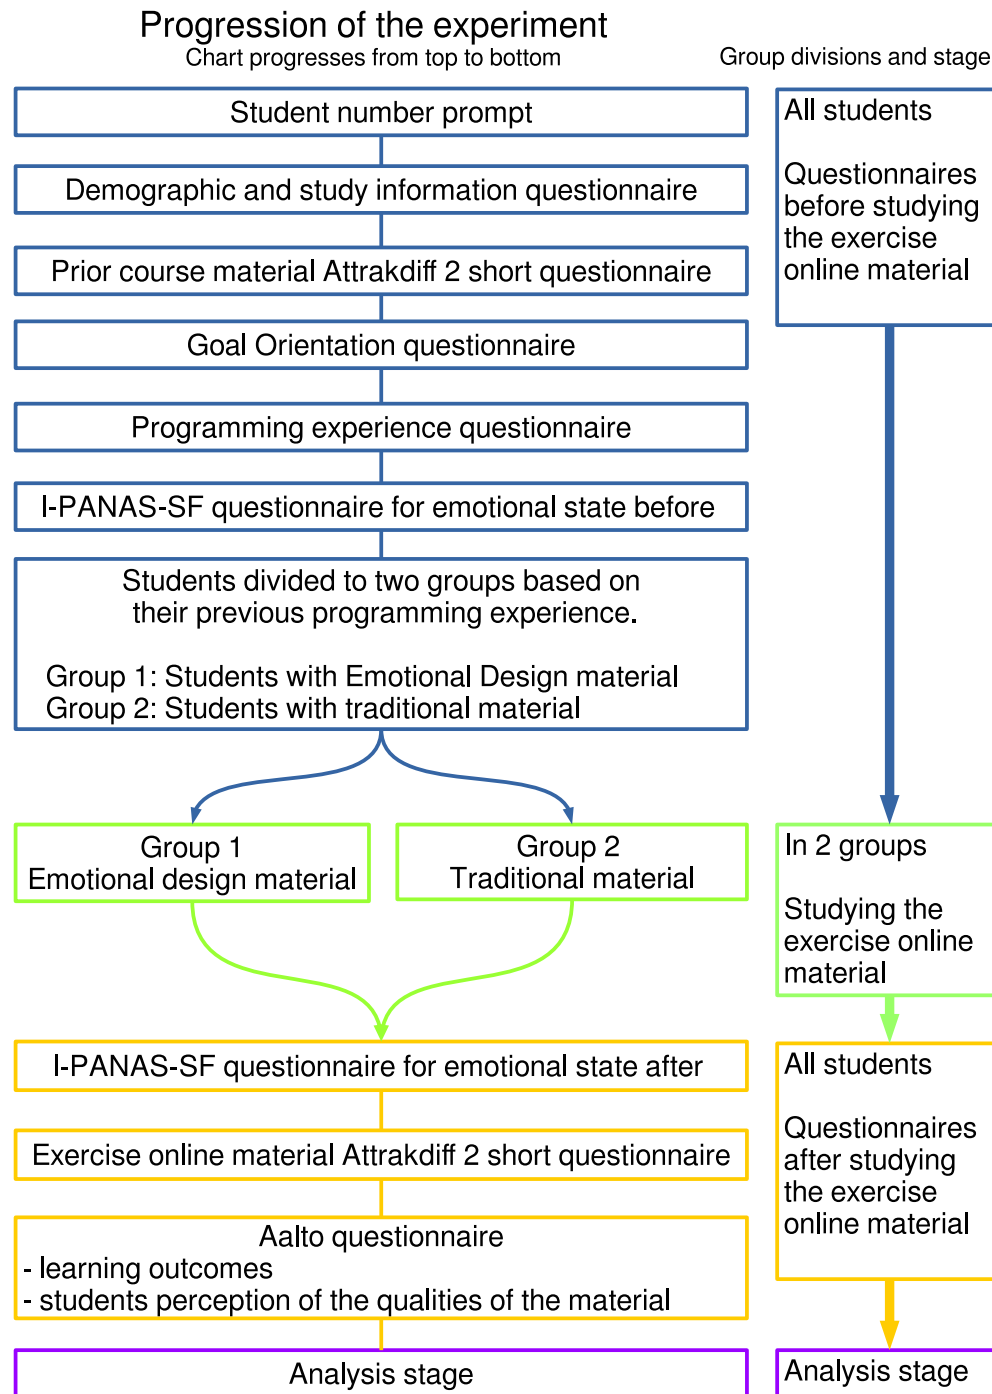 Progression of the experiment
Chart progresses from top to bottom
Student number prompt
Demographic and study information questionnaire
Prior course material Attrakdiff 2 short questionnaire
Goal Orientation questionnaire
Programming experience questionnaire
I-PANAS-SF questionnaire for emotional state before
Students divided to two groups based on
their previous programming experience.
Group 1: Students with Emotional Design material
Group 2: Students with traditional material
Group 1
Emotional design material
Group 2
Traditional material
I-PANAS-SF questionnaire for emotional state after
Exercise online material Attrakdiff 2 short questionnaire
Aalto questionnaire
- learning outcomes
- students perception of the qualities of the material
Analysis stage
Group divisions and stage
All students
Questionnaires
before studying
the exercise
online material
In 2 groups
Studying the
exercise online
material
All students
Questionnaires
after studying
the exercise
online material
Analysis stage